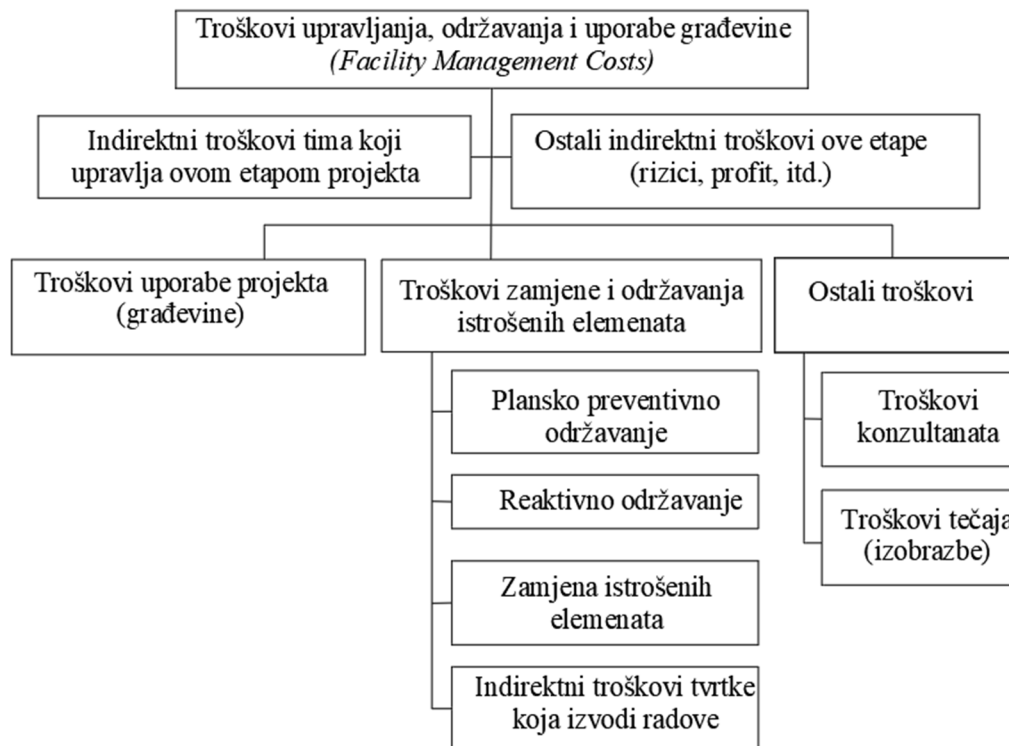 Troškovi upravljanja, održavanja i uporabe građevine
(Facility Management Costs)
Indirektni troškovi tima koji
upravlja ovom etapom projekta
Ostali indirektni troškovi ove etape
(rizici, profit, itd.)
Troškovi uporabe projekta
(građevine)
Troškovi zamjene i održavanja
istrošenih elemenata
Ostali troškovi
Plansko preventivno
održavanje
Reaktivno održavanje
Zamjena istrošenih
elemenata
Indirektni troškovi tvrtke
koja izvodi radove
Troškovi
konzultanata
Troškovi tečaja
(izobrazbe)